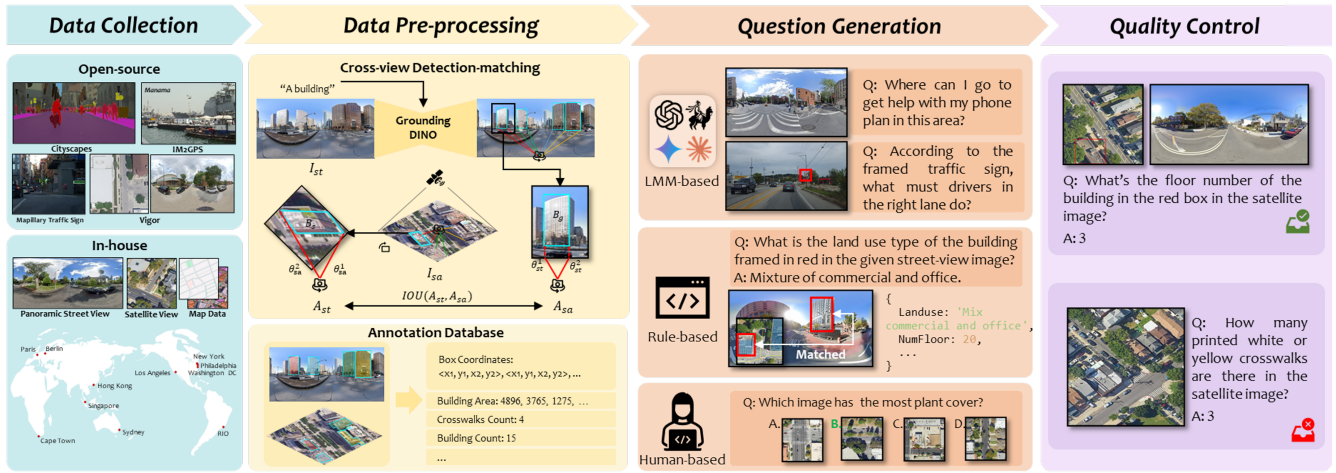 Data Collection
Data Pre-processing
Question Generation
Quality Control
Open-source
Manama
Cityscapes
IM2GPS
Mapillary Traffic Sign
Vigor
In-house
Panoramic Street View
Satellite View
Map Data
Paris
Berlin
New York
Philadelphia
Washington DC
Los Angeles
Hong Kong
Singapore
Sydney
Cape Town
RIO
Cross-view Detection-matching
“A building”
Grounding
DINO
I_st
B_s
B_g
θ_sa^2
θ_sa^1
I_sa
θ_st^1
θ_st^2
A_st
IOU(A_st, A_sa)
A_sa
Annotation Database
Box Coordinates:
<x1, y1, x2, y2>, <x1, y1, x2, y2>, ...
Building Area: 4896, 3765, 1275, ...
Crosswalks Count: 4
Building Count: 15
...
LMM-based
Q: Where can I go to
get help with my phone
plan in this area?
Q: According to the
framed traffic sign,
what must drivers in
the right lane do?
Rule-based
Q: What is the land use type of the building
framed in red in the given street-view image?
A: Mixture of commercial and office.
Matched
{
Landuse: 'Mix
commercial and office',
NumFloor: 20,
...
}
Human-based
Q: Which image has the most plant cover?
A.
B.
C.
D.
Q: What's the floor number of the
building in the red box in the satellite
image?
A: 3
Q: How many
printed white or
yellow crosswalks
are there in the
satellite image?
A: 3